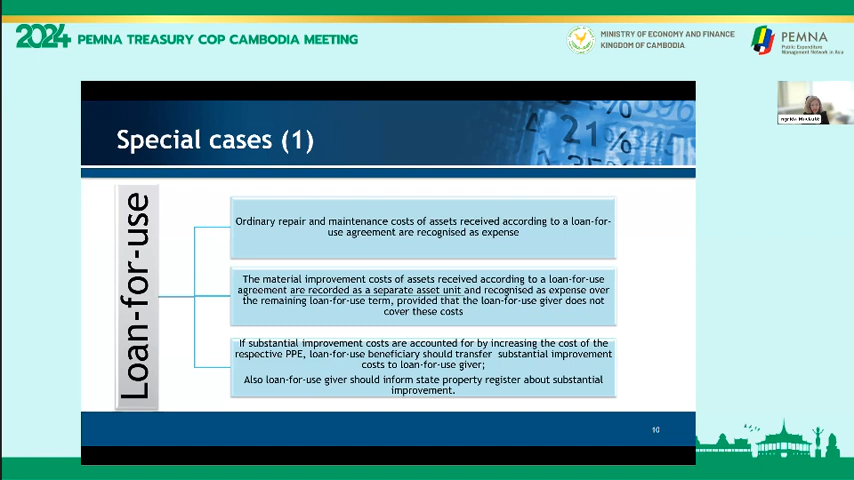 2024 PEMNA TREASURY COP CAMBODIA MEETING
MINISTRY OF ECONOMY AND FINANCE
KINGDOM OF CAMBODIA
PEMNA
Public Expenditure
Management Network in Asia
Special cases (1)
Loan-for-use
Ordinary repair and maintenance costs of assets received according to a loan-for-
use agreement are recognised as expense
The material improvement costs of assets received according to a loan-for-use
agreement are recorded as a separate asset unit and recognised as expense over
the remaining loan-for-use term, provided that the loan-for-use giver does not
cover these costs
If substantial improvement costs are accounted for by increasing the cost of the
respective PPE, loan-for-use beneficiary should transfer substantial improvement
costs to loan-for-use giver;
Also loan-for-use giver should inform state property register about substantial
improvement.
10